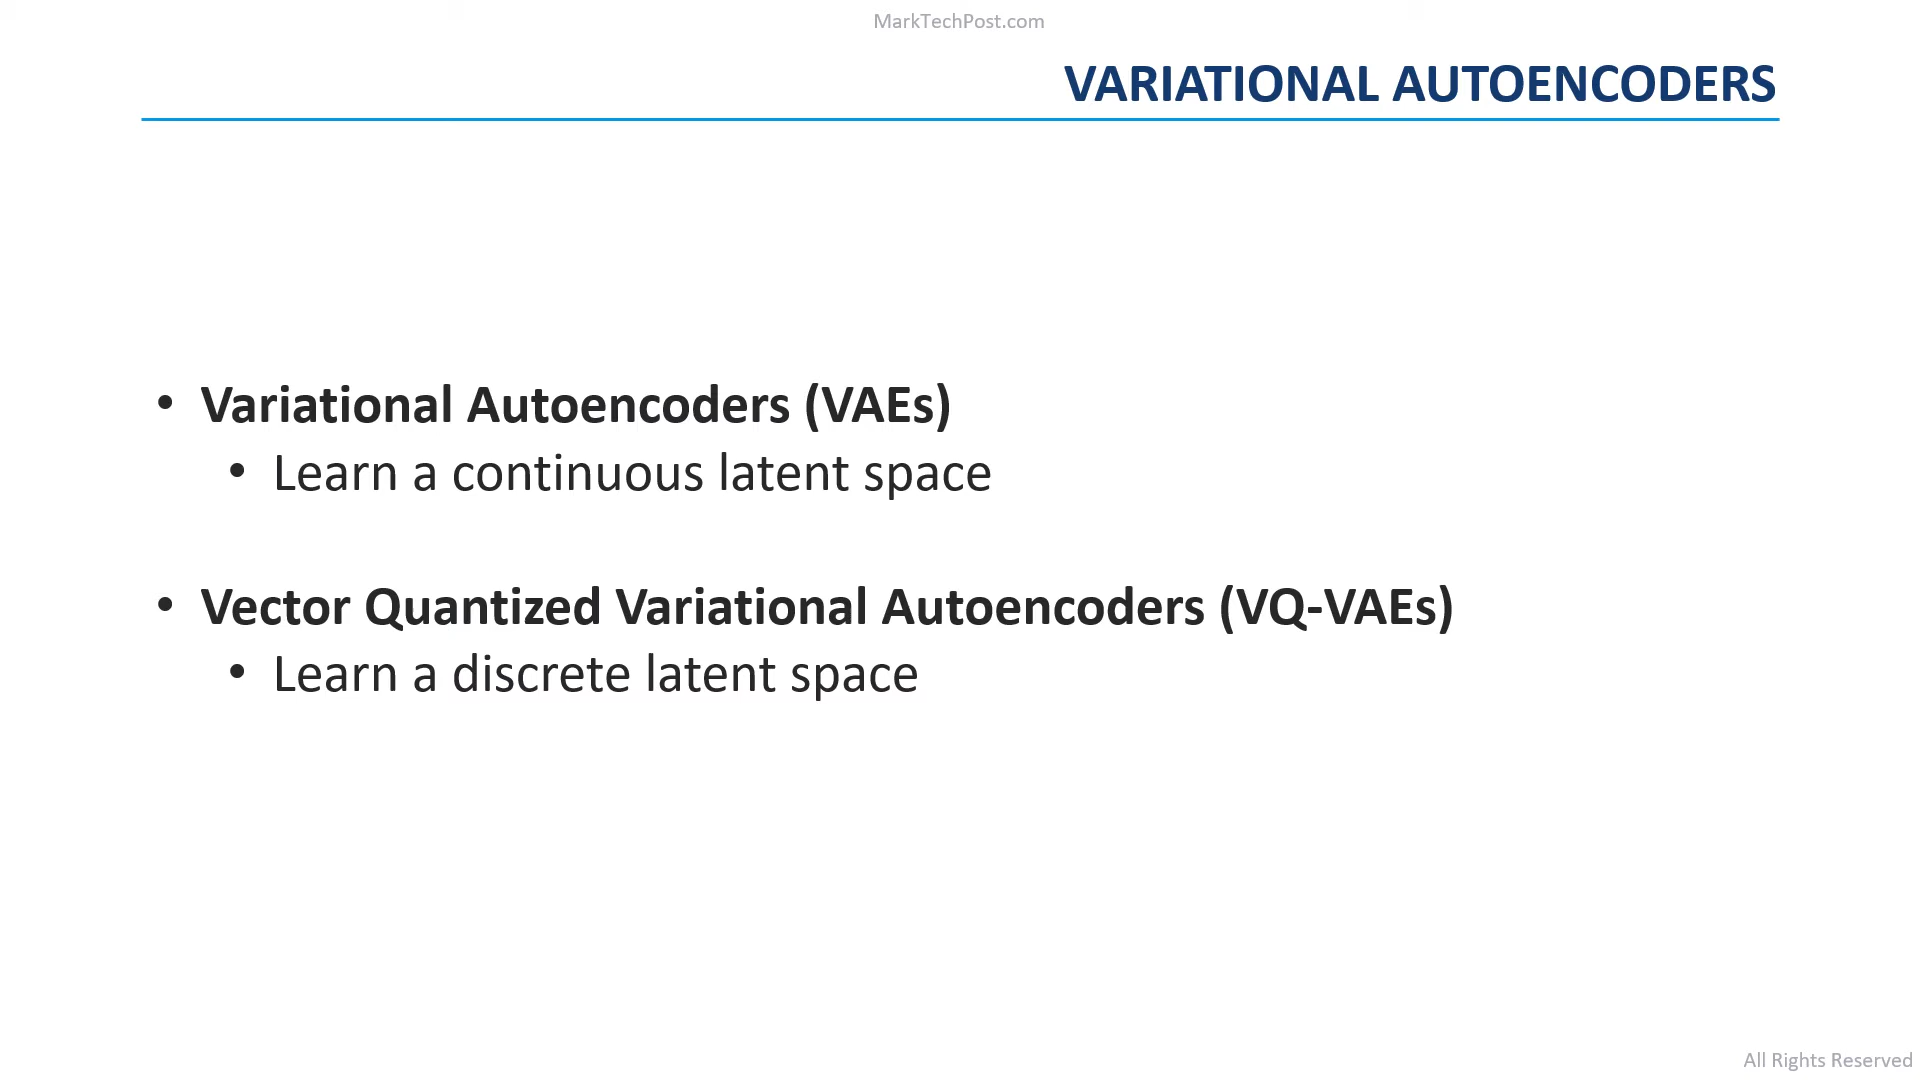 MarkTechPost.com
VARIATIONAL AUTOENCODERS
• Variational Autoencoders (VAEs)
• Learn a continuous latent space
• Vector Quantized Variational Autoencoders (VQ-VAEs)
• Learn a discrete latent space
All Rights Reserved